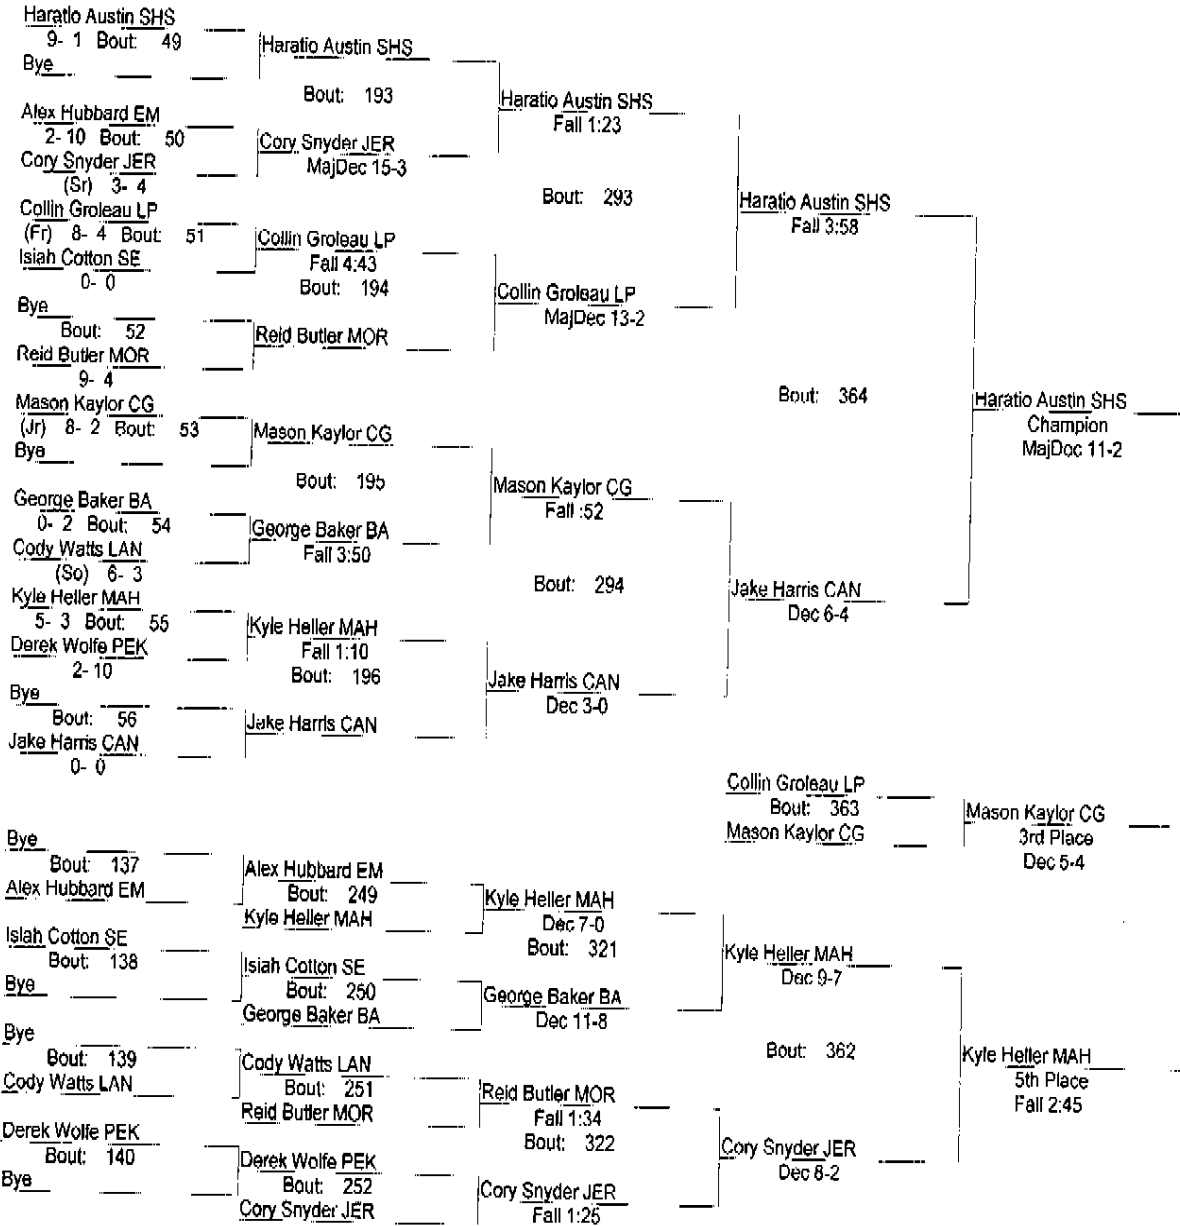 Haratio Austin SHS
9- 1 Bout: 49
Bye
Alex Hubbard EM
2- 10 Bout: 50
Cory Snyder JER
(Sr) 3- 4
Collin Groleau LP
(Fr) 8- 4 Bout: 51
Isiah Cotton SE
0- 0
Bye
Bout: 52
Reid Butler MOR
9- 4
Mason Kaylor CG
(Jr) 8- 2 Bout: 53
Bye
George Baker BA
0- 2 Bout: 54
Cody Watts LAN
(So) 6- 3
Kyle Heller MAH
5- 3 Bout: 55
Derek Wolfe PEK
2- 10
Bye
Bout: 56
Jake Harris CAN
0- 0
Haratio Austin SHS
Bout: 193
Cory Snyder JER
MajDec 15-3
Collin Groleau LP
Fall 4:43
Bout: 194
Reid Butler MOR
Mason Kaylor CG
Bout: 195
George Baker BA
Fall 3:50
Kyle Heller MAH
Fall 1:10
Bout: 196
Jake Harris CAN
Haratio Austin SHS
Fall 1:23
Bout: 293
Collin Groleau LP
MajDec 13-2
Mason Kaylor CG
Fall :52
Bout: 294
Jake Harris CAN
Dec 3-0
Haratio Austin SHS
Fall 3:58
Bout: 364
Jake Harris CAN
Dec 6-4
Haratio Austin SHS
Champion
MajDoc 11-2
Collin Groleau LP
Bout: 363
Mason Kaylor CG
Mason Kaylor CG
3rd Place
Dec 5-4
Bye
Bout: 137
Alex Hubbard EM
Isiah Cotton SE
Bout: 138
Bye
Bye
Bout: 139
Cody Watts LAN
Derek Wolfe PEK
Bout: 140
Bye
Alex Hubbard EM
Bout: 249
Kyle Heller MAH
Isiah Cotton SE
Bout: 250
George Baker BA
Cody Watts LAN
Bout: 251
Reid Butler MOR
Derek Wolfe PEK
Bout: 252
Cory Snyder JER
Kyle Heller MAH
Dec 7-0
Bout: 321
George Baker BA
Dec 11-8
Reid Butler MOR
Fall 1:34
Bout: 322
Cory Snyder JER
Fall 1:25
Kyle Heller MAH
Dec 9-7
Bout: 362
Cory Snyder JER
Dec 8-2
Kyle Heller MAH
5th Place
Fall 2:45